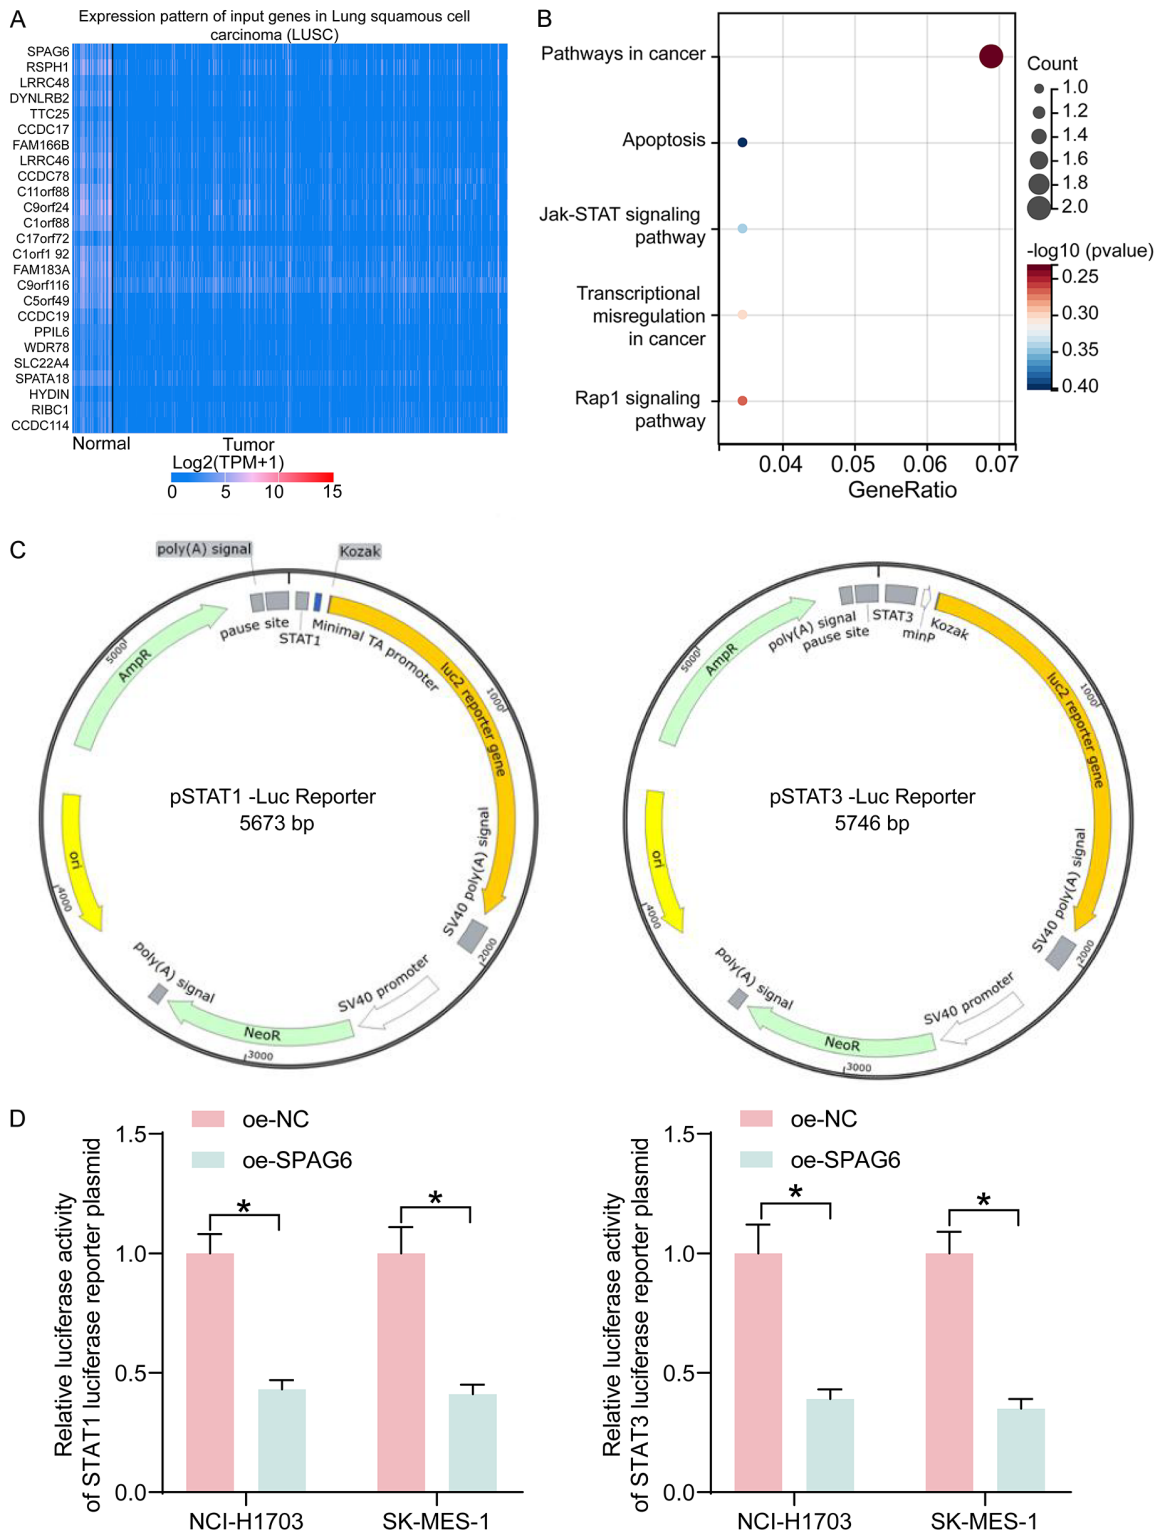 A
Expression pattern of input genes in Lung squamous cell
carcinoma (LUSC)
SPAG6
RSPH1
LRRC48
DYNLRB2
TTC25
CCDC17
FAM166B
LRRC46
CCDC78
C11orf88
C9orf24
C1orf88
C17orf72
C1orf1 92
FAM183A
C9orf116
C5orf49
CCDC19
PPIL6
WDR78
SLC22A4
SPATA18
HYDIN
RIBC1
CCDC114
Normal
Tumor
Log2(TPM+1)
0
5
10
15
B
Pathways in cancer
Apoptosis
Jak-STAT signaling
pathway
Transcriptional
misregulation
in cancer
Rap1 signaling
pathway
0.04
0.05
0.06
0.07
GeneRatio
Count
1.0
1.2
1.4
1.6
1.8
2.0
-log10 (pvalue)
0.25
0.30
0.35
0.40
C
poly(A) signal
Kozak
pause site
STAT1
Minimal TA promoter
luc2 reporter gene
1000
SV40 poly(A) signal
2000
SV40 promoter
NeoR
3000
poly(A) signal
4000
ori
AmpR
5000
pSTAT1 -Luc Reporter
5673 bp
poly(A) signal
pause site
STAT3
minP
Kozak
luc2 reporter gene
1000
SV40 poly(A) signal
2000
SV40 promoter
NeoR
3000
poly(A) signal
4000
ori
AmpR
5000
pSTAT3 -Luc Reporter
5746 bp
D
oe-NC
oe-SPAG6
Relative luciferase activity
of STAT1 luciferase reporter plasmid
1.5
1.0
0.5
0.0
*
*
NCI-H1703
SK-MES-1
oe-NC
oe-SPAG6
Relative luciferase activity
of STAT3 luciferase reporter plasmid
1.5
1.0
0.5
0.0
*
*
NCI-H1703
SK-MES-1